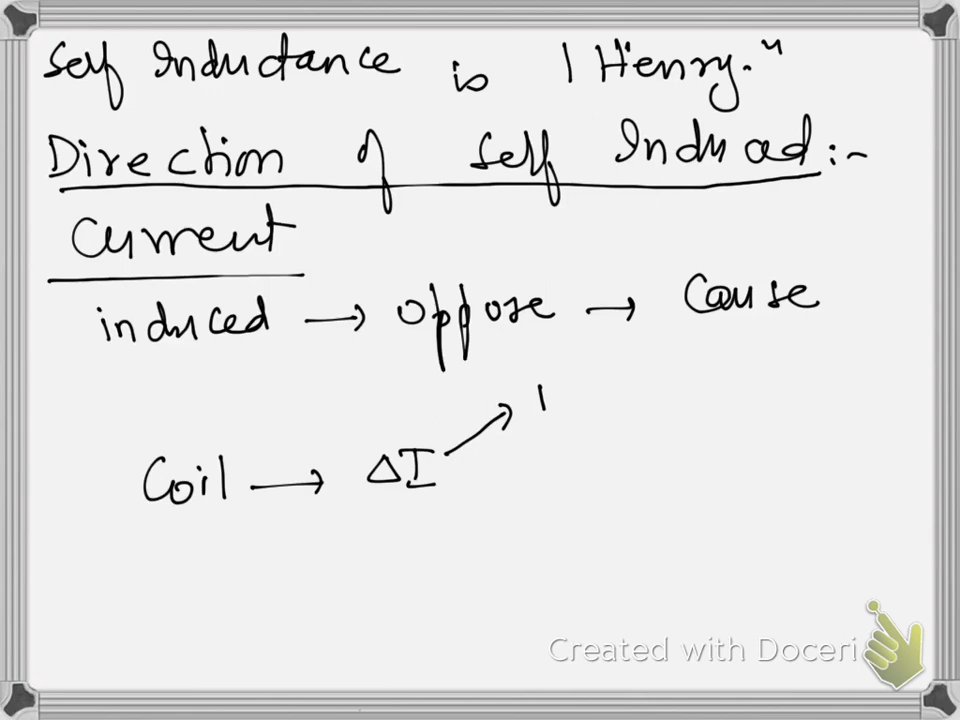 Self Inductance is 1 Henry."
Direction of Self Induced :-
Current
induced → oppose → Cause
Coil → ΔI
Created with Doceri